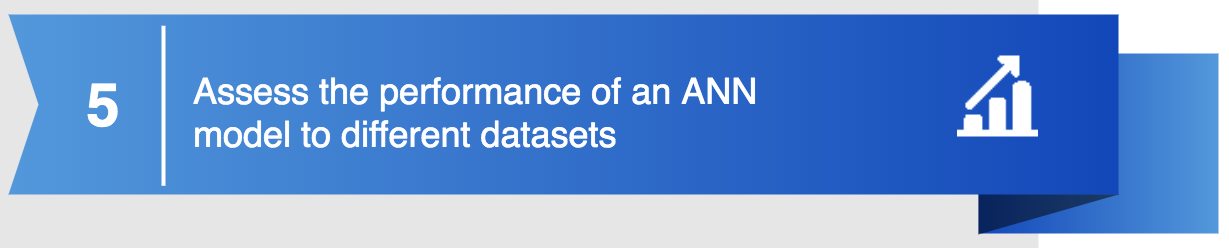 5
Assess the performance of an ANN
model to different datasets